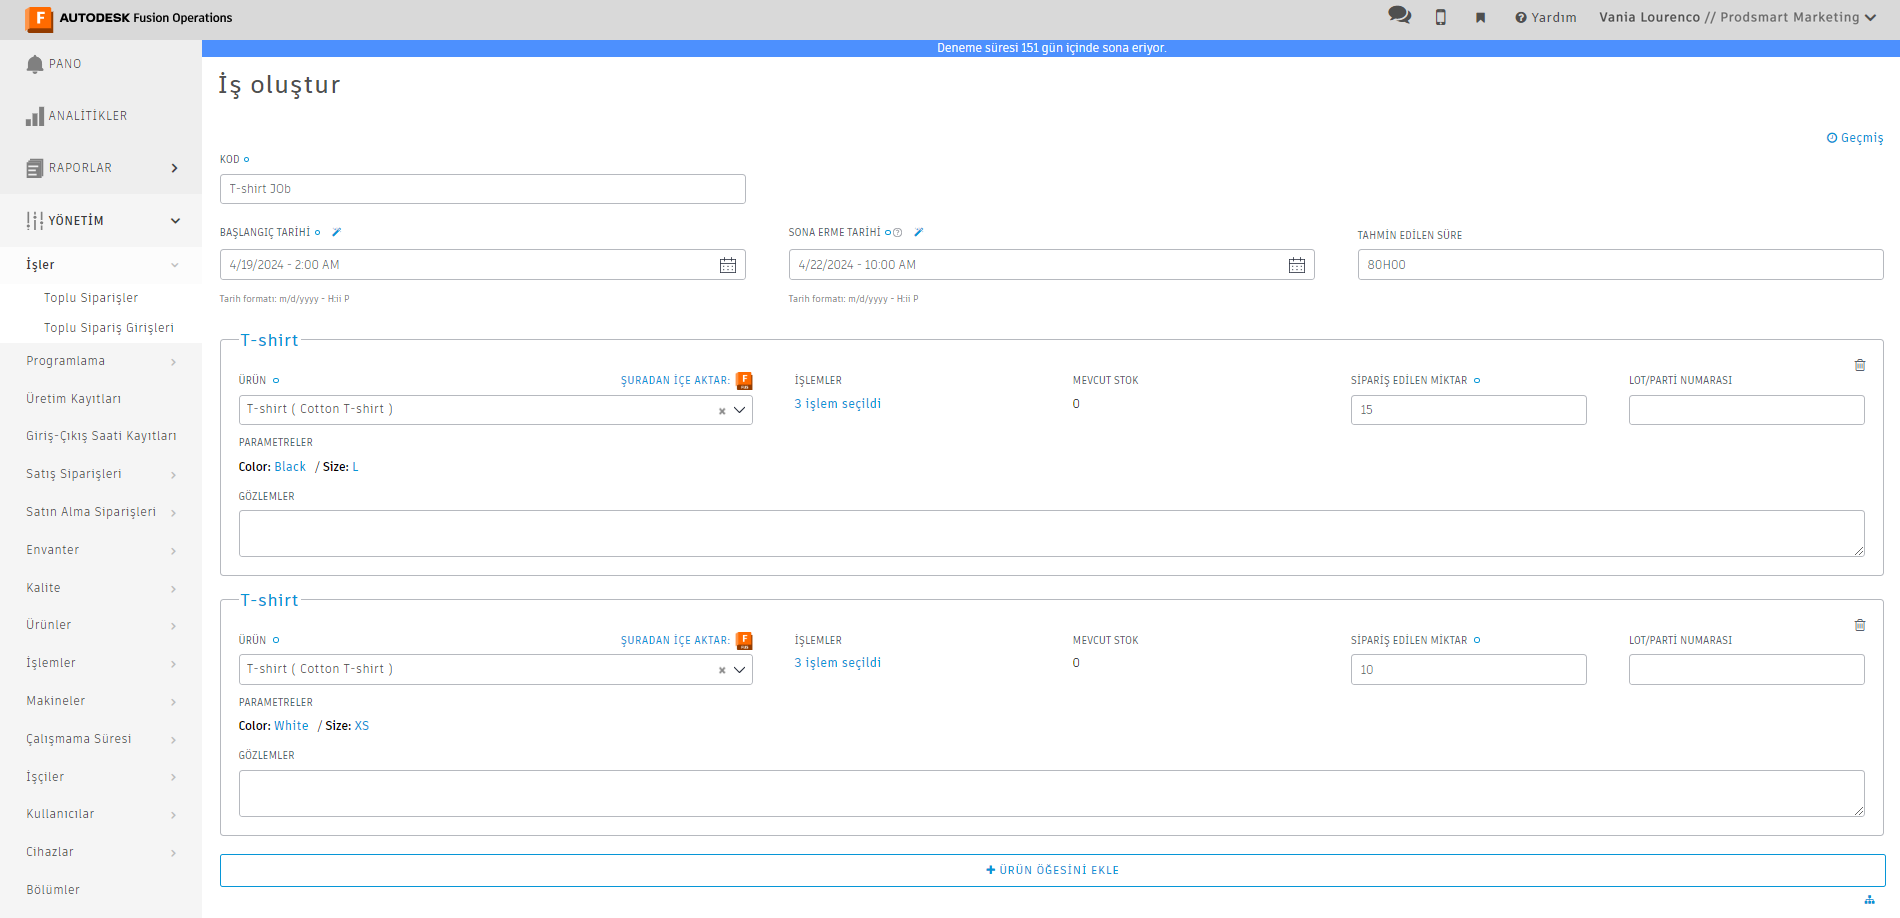 AUTODESK Fusion Operations
Yardım
Vania Lourenco // Prodsmart Marketing
Deneme süresi 151 gün içinde sona eriyor.
PANO
ANALİTİKLER
RAPORLAR
YÖNETİM
İşler
Toplu Siparişler
Toplu Sipariş Girişleri
Programlama
Üretim Kayıtları
Giriş-Çıkış Saati Kayıtları
Satış Siparişleri
Satın Alma Siparişleri
Envanter
Kalite
Ürünler
İşlemler
Makineler
Çalışmama Süresi
İşçiler
Kullanıcılar
Cihazlar
Bölümler
İş oluştur
Geçmiş
KOD
T-shirt JOb
BAŞLANGIÇ TARİHİ
SONA ERME TARİHİ
TAHMİN EDİLEN SÜRE
4/19/2024 - 2:00 AM
4/22/2024 - 10:00 AM
80H00
Tarih formatı: m/d/yyyy - H:ii P
Tarih formatı: m/d/yyyy - H:ii P
T-shirt
ÜRÜN
ŞURADAN İÇE AKTAR:
İŞLEMLER
MEVCUT STOK
SİPARİŞ EDİLEN MİKTAR
LOT/PARTİ NUMARASI
T-shirt ( Cotton T-shirt )
3 işlem seçildi
0
15
PARAMETRELER
Color: Black / Size: L
GÖZLEMLER
T-shirt
ÜRÜN
ŞURADAN İÇE AKTAR:
İŞLEMLER
MEVCUT STOK
SİPARİŞ EDİLEN MİKTAR
LOT/PARTİ NUMARASI
T-shirt ( Cotton T-shirt )
3 işlem seçildi
0
10
PARAMETRELER
Color: White / Size: XS
GÖZLEMLER
ÜRÜN ÖĞESİNİ EKLE